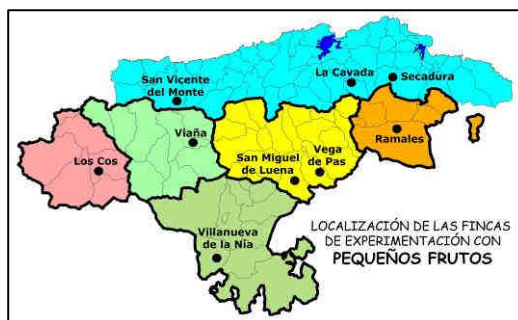 San Vicente
del Monte
La Cavada
Secadura
Viaña
Vega
de Pas
Ramales
Los Cos
San Miguel
de Luena
Villanueva
de la Nía
LOCALIZACIÓN DE LAS FINCAS
DE EXPERIMENTACIÓN CON
PEQUEÑOS FRUTOS